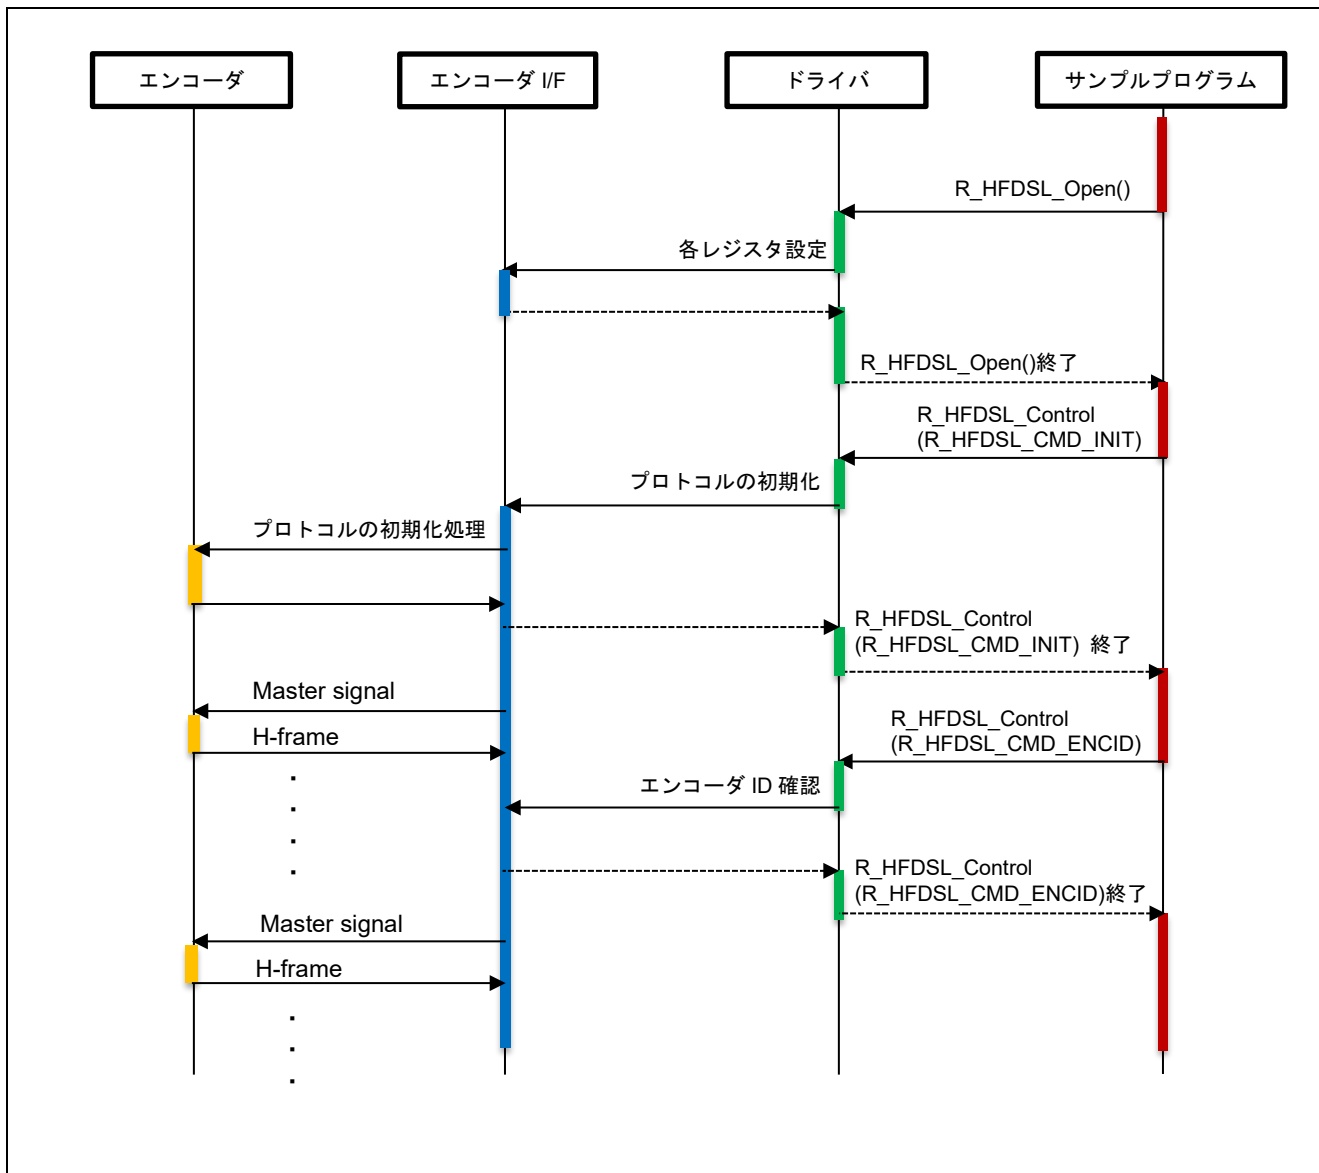 エンコーダ
エンコーダ I/F
ドライバ
サンプルプログラム
R_HFDSL_Open()
各レジスタ設定
R_HFDSL_Open()終了
R_HFDSL_Control
(R_HFDSL_CMD_INIT)
プロトコルの初期化
プロトコルの初期化処理
R_HFDSL_Control
(R_HFDSL_CMD_INIT) 終了
Master signal
R_HFDSL_Control
(R_HFDSL_CMD_ENCID)
H-frame
エンコーダ ID 確認
R_HFDSL_Control
(R_HFDSL_CMD_ENCID)終了
Master signal
H-frame